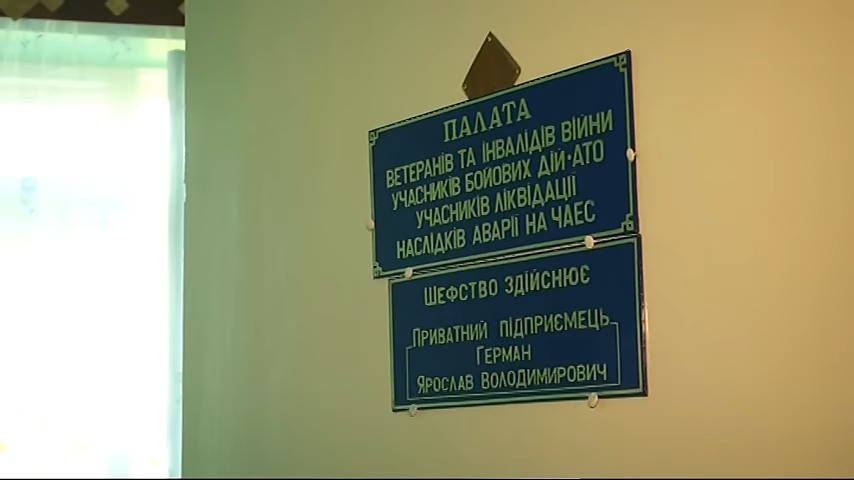 ПАЛАТА
ВЕТЕРАНІВ ТА ІНВАЛІДІВ ВІЙНИ
УЧАСНИКІВ БОЙОВИХ ДІЙ·АТО
УЧАСНИКІВ ЛІКВІДАЦІЇ
НАСЛІДКІВ АВАРІЇ НА ЧАЕС
ШЕФСТВО ЗДІЙСНЮЄ
ПРИВАТНИЙ ПІДПРИЄМЕЦЬ
ГЕРМАН
ЯРОСЛАВ ВОЛОДИМИРОВИЧ